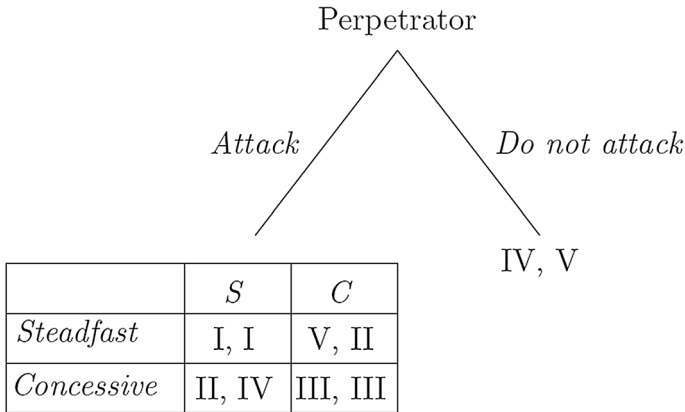 Perpetrator
Attack
Do not attack
IV, V
S C
Steadfast I, I V, II
Concessive II, IV III, III